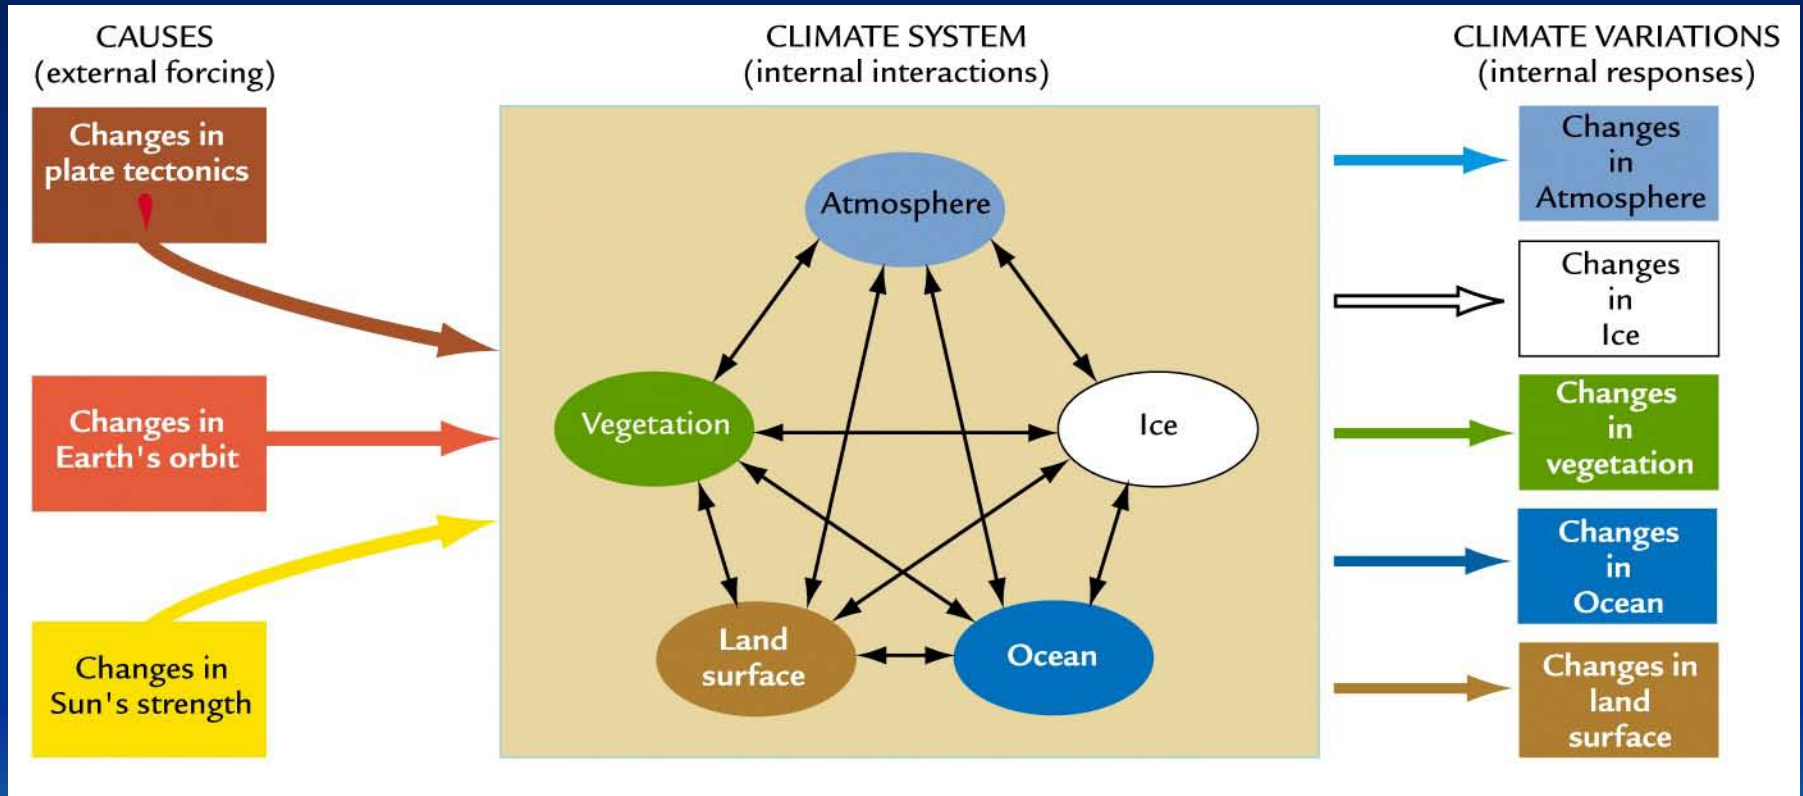 CAUSES
(external forcing)
Changes in
plate tectonics
Changes in
Earth's orbit
Changes in
Sun's strength
CLIMATE SYSTEM
(internal interactions)
Atmosphere
Vegetation
Ice
Land
surface
Ocean
CLIMATE VARIATIONS
(internal responses)
Changes
in
Atmosphere
Changes
in
Ice
Changes
in
vegetation
Changes
in
Ocean
Changes in
land
surface